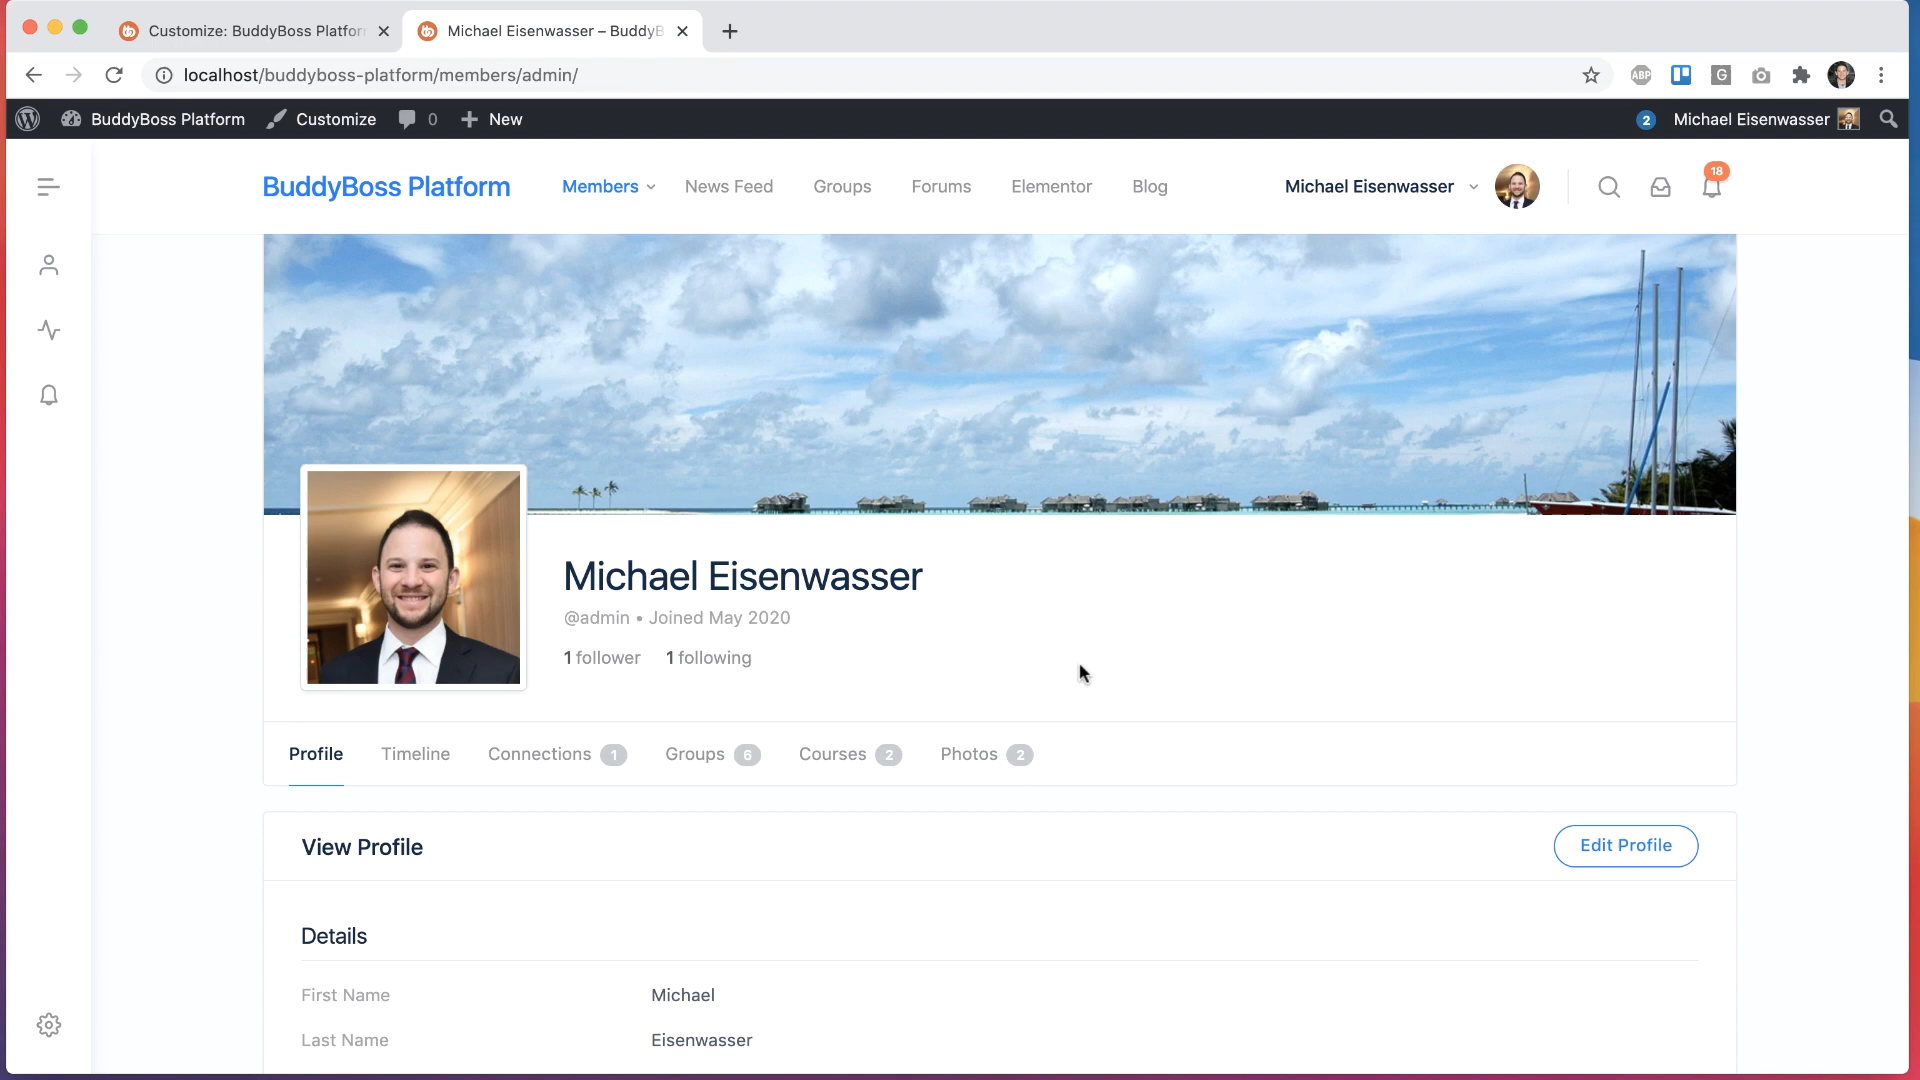 Customize: BuddyBoss Platfor
Michael Eisenwasser – BuddyB
localhost/buddyboss-platform/members/admin/
ABP
G
BuddyBoss Platform
Customize
0
New
2
Michael Eisenwasser
BuddyBoss Platform
Members
News Feed
Groups
Forums
Elementor
Blog
Michael Eisenwasser
18
Michael Eisenwasser
@admin • Joined May 2020
1 follower 1 following
Profile
Timeline
Connections 1
Groups 6
Courses 2
Photos 2
View Profile
Edit Profile
Details
First Name
Michael
Last Name
Eisenwasser